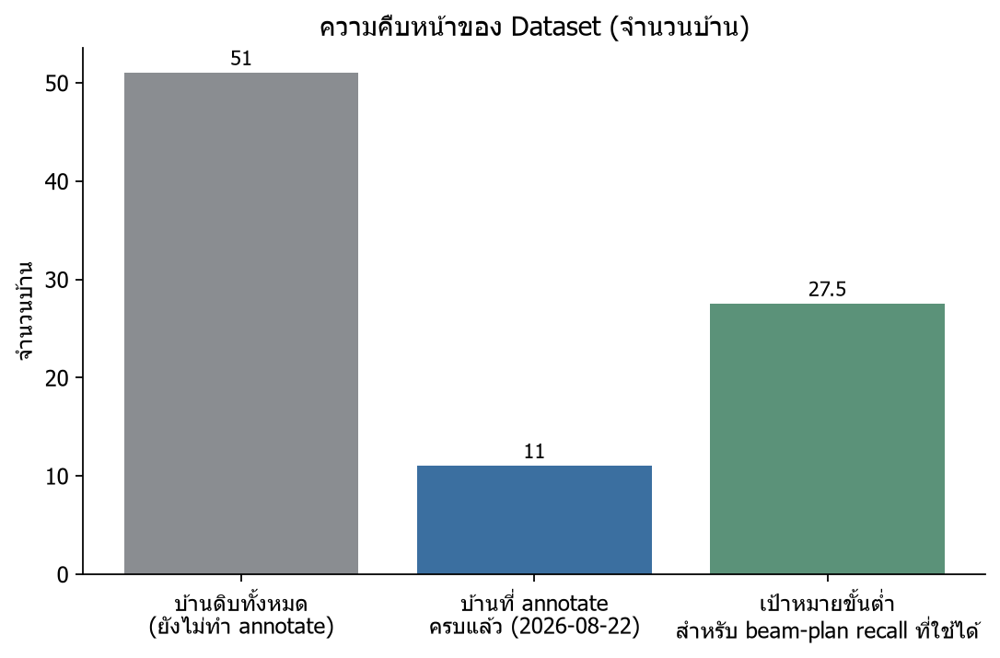 ความคืบหน้าของ Dataset (จำนวนบ้าน)
จำนวนบ้าน
50
40
30
20
10
0
51
11
27.5
บ้านดิบทั้งหมด
(ยังไม่ทำ annotate)
บ้านที่ annotate
ครบแล้ว (2026-08-22)
เป้าหมายขั้นต่ำ
สำหรับ beam-plan recall ที่ใช้ได้